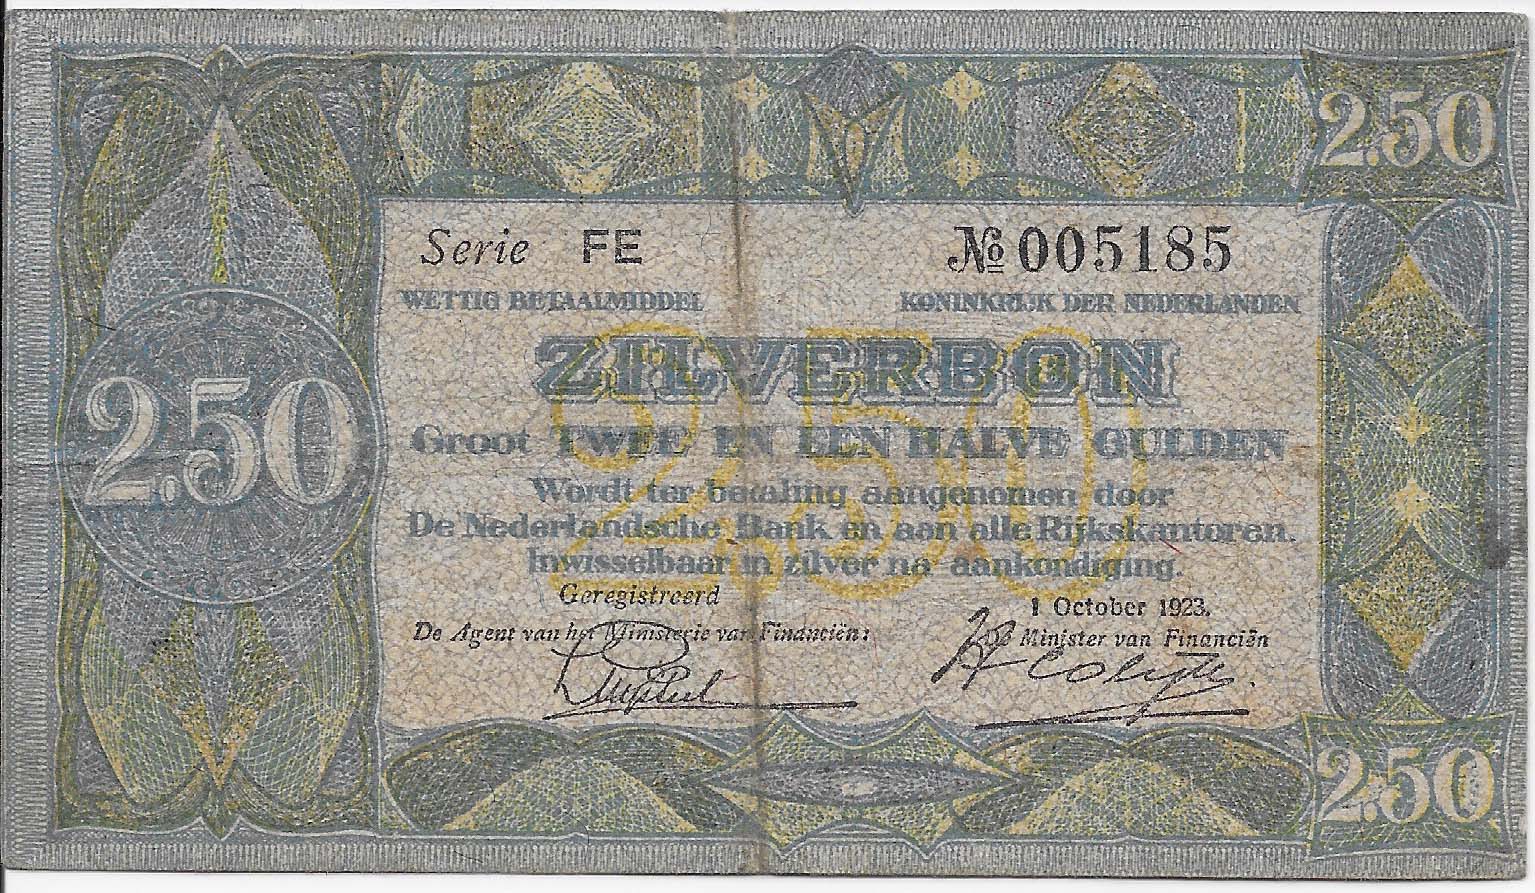 2.50
Serie FE № 005185
WETTIG BETAALMIDDEL KONINKRIJK DER NEDERLANDEN
2.50
ZILVERBON
2.50
Groot TWEE EN EEN HALVE GULDEN
Wordt ter betaling aangenomen door
De Nederlandsche Bank en aan alle Rijkskantoren.
Inwisselbaar in zilver na aankondiging.
Geregistreerd 1 October 1923.
De Agent van het Ministerie van Financiën: Minister van Financiën
H Colijn.
2.50